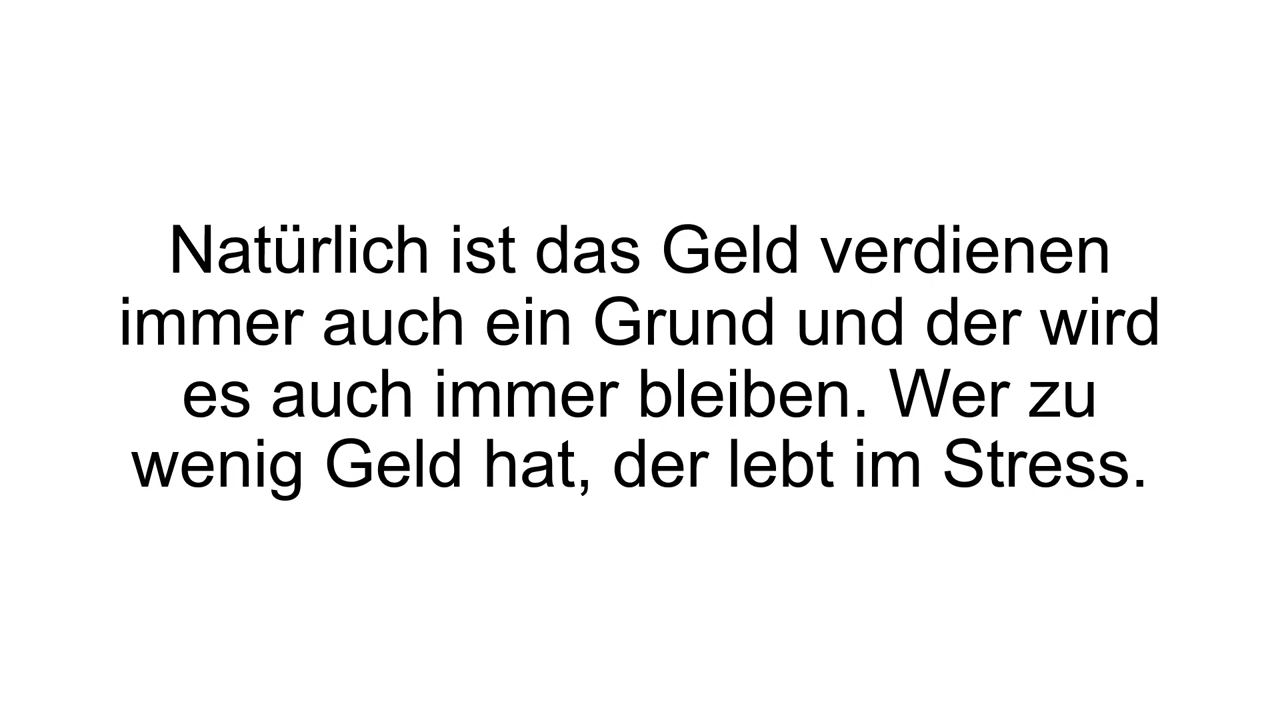 Natürlich ist das Geld verdienen
immer auch ein Grund und der wird
es auch immer bleiben. Wer zu
wenig Geld hat, der lebt im Stress.